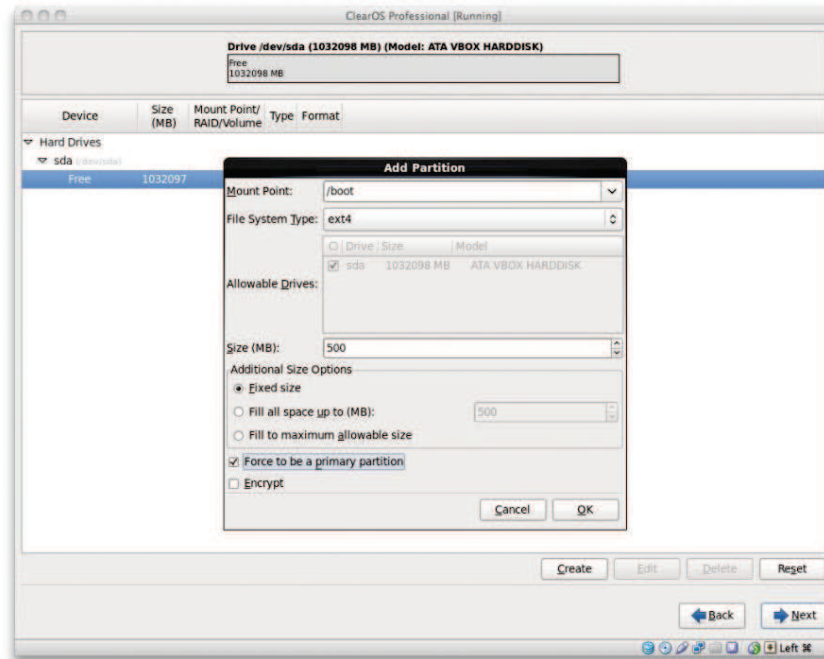 ClearOS Professional [Running]
Drive /dev/sda (1032098 MB) (Model: ATA VBOX HARDDISK)
Free
1032098 MB
Device
Size
(MB)
Mount Point/
RAID/Volume
Type
Format
Hard Drives
sda (/dev/sda)
Free 1032097
Add Partition
Mount Point: /boot
File System Type: ext4
Allowable Drives:
Drive Size Model
sda 1032098 MB ATA VBOX HARDDISK
Size (MB): 500
Additional Size Options
Fixed size
Fill all space up to (MB): 500
Fill to maximum allowable size
Force to be a primary partition
Encrypt
Cancel OK
Create Edit Delete Reset
Back Next
Left ⌘